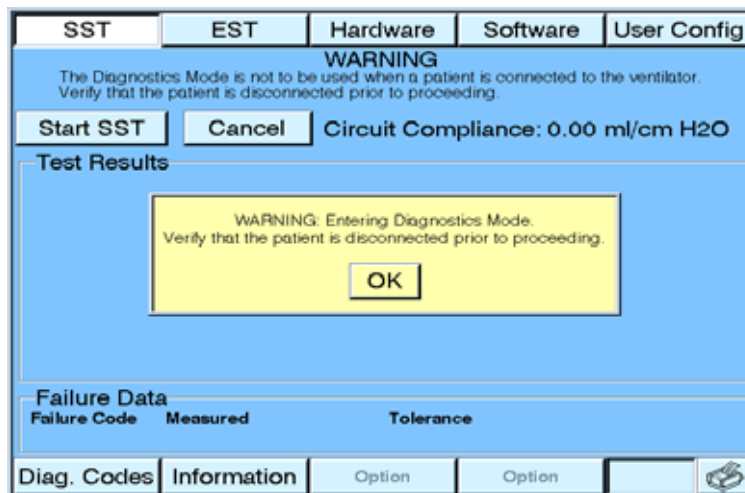 SST EST Hardware Software User Config
WARNING
The Diagnostics Mode is not to be used when a patient is connected to the ventilator.
Verify that the patient is disconnected prior to proceeding.
Start SST Cancel Circuit Compliance: 0.00 ml/cm H2O
Test Results
WARNING: Entering Diagnostics Mode.
Verify that the patient is disconnected prior to proceeding.
OK
Failure Data
Failure Code Measured Tolerance
Diag. Codes Information Option Option